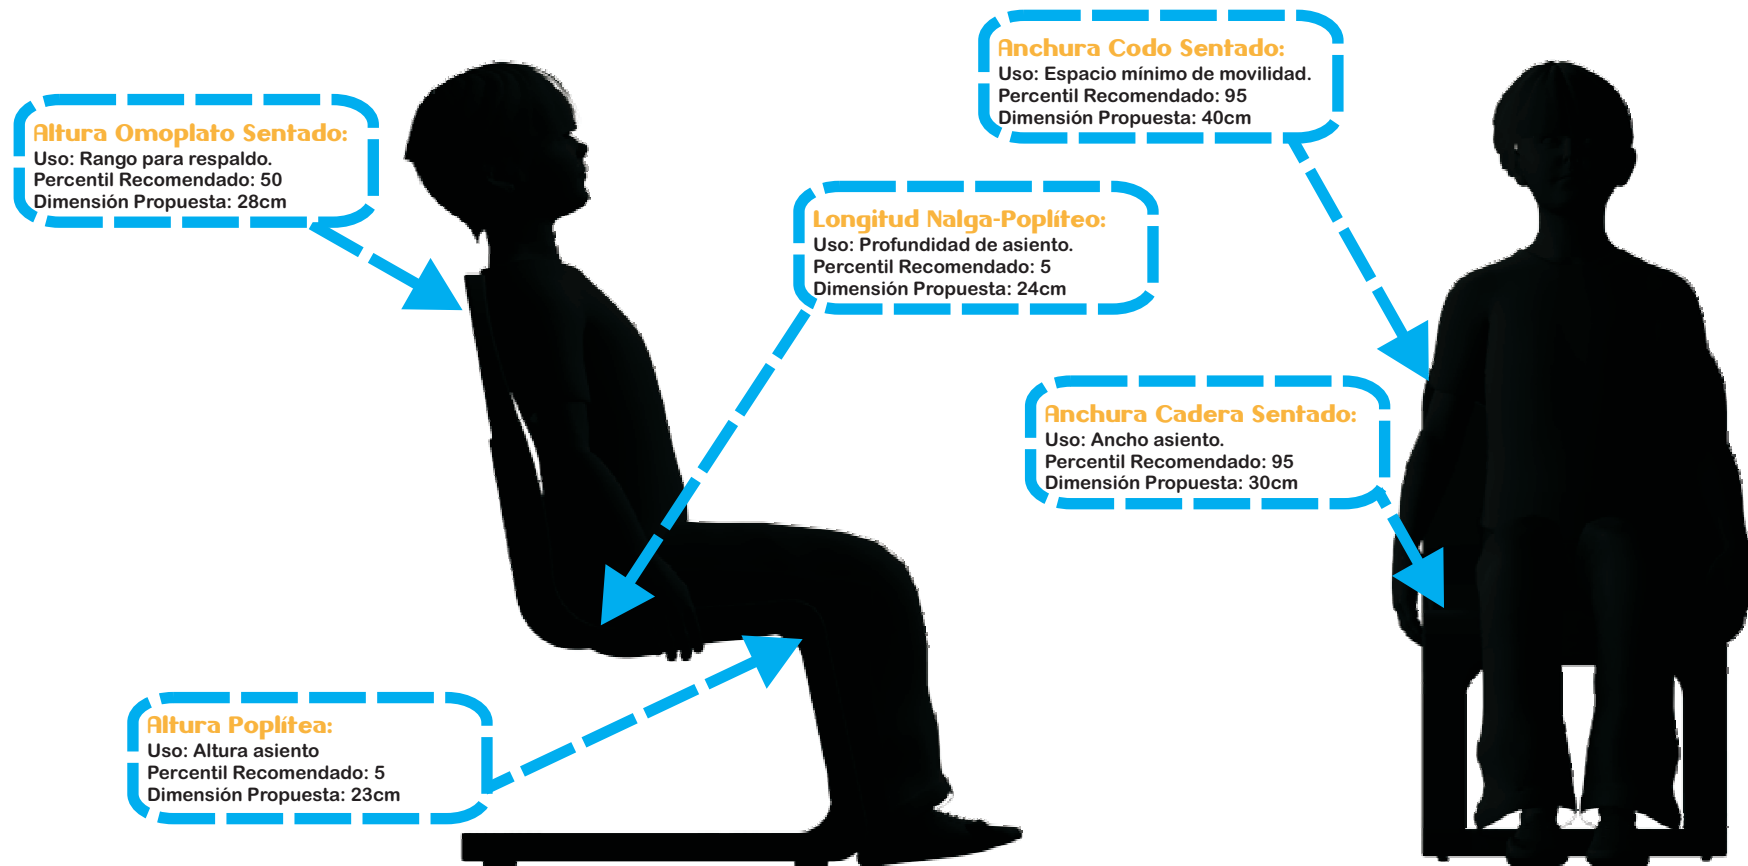 Altura Omoplato Sentado:
Uso: Rango para respaldo.
Percentil Recomendado: 50
Dimensión Propuesta: 28cm
Anchura Codo Sentado:
Uso: Espacio mínimo de movilidad.
Percentil Recomendado: 95
Dimensión Propuesta: 40cm
Longitud Nalga-Poplíteo:
Uso: Profundidad de asiento.
Percentil Recomendado: 5
Dimensión Propuesta: 24cm
Anchura Cadera Sentado:
Uso: Ancho asiento.
Percentil Recomendado: 95
Dimensión Propuesta: 30cm
Altura Poplítea:
Uso: Altura asiento
Percentil Recomendado: 5
Dimensión Propuesta: 23cm